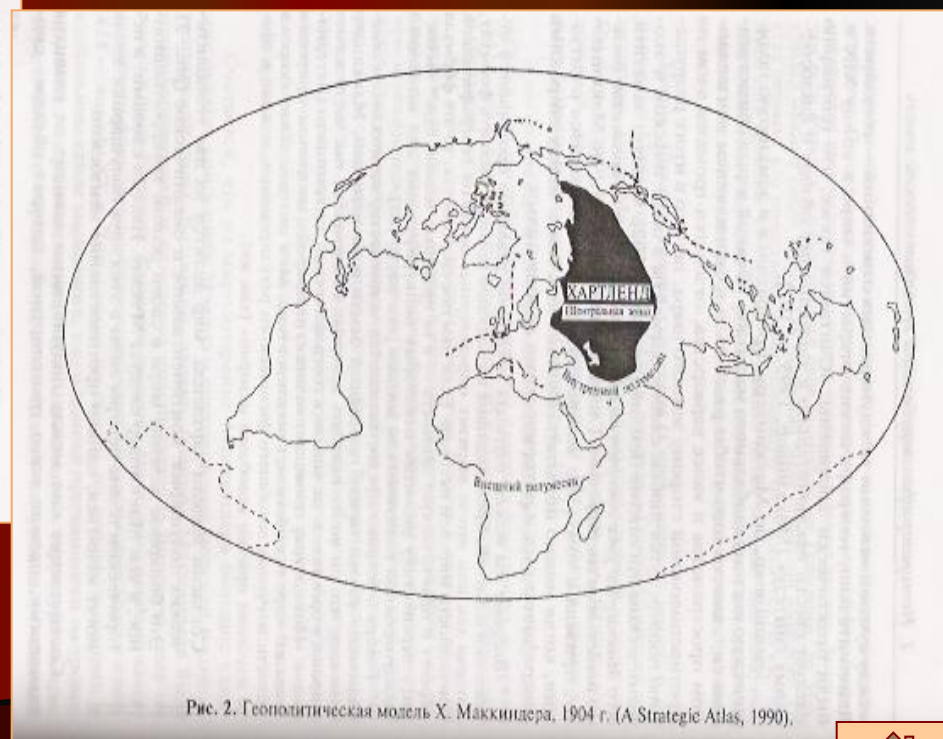 ХАРТЛЕНД
(Центральная зона)
Внутренний полумесяц
Внешний полумесяц
Рис. 2. Геополитическая модель Х. Маккиндера, 1904 г. (A Strategic Atlas, 1990).